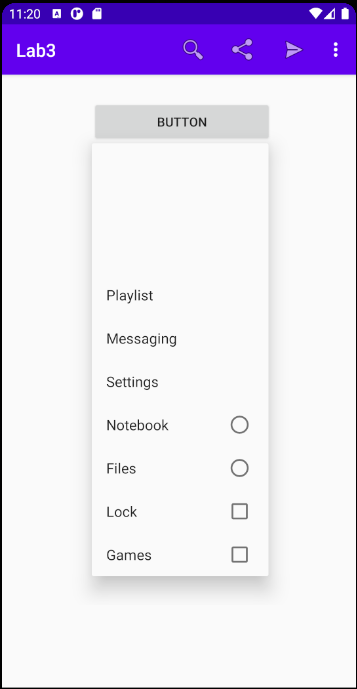 11:20
Lab3
BUTTON
Playlist
Messaging
Settings
Notebook
Files
Lock
Games